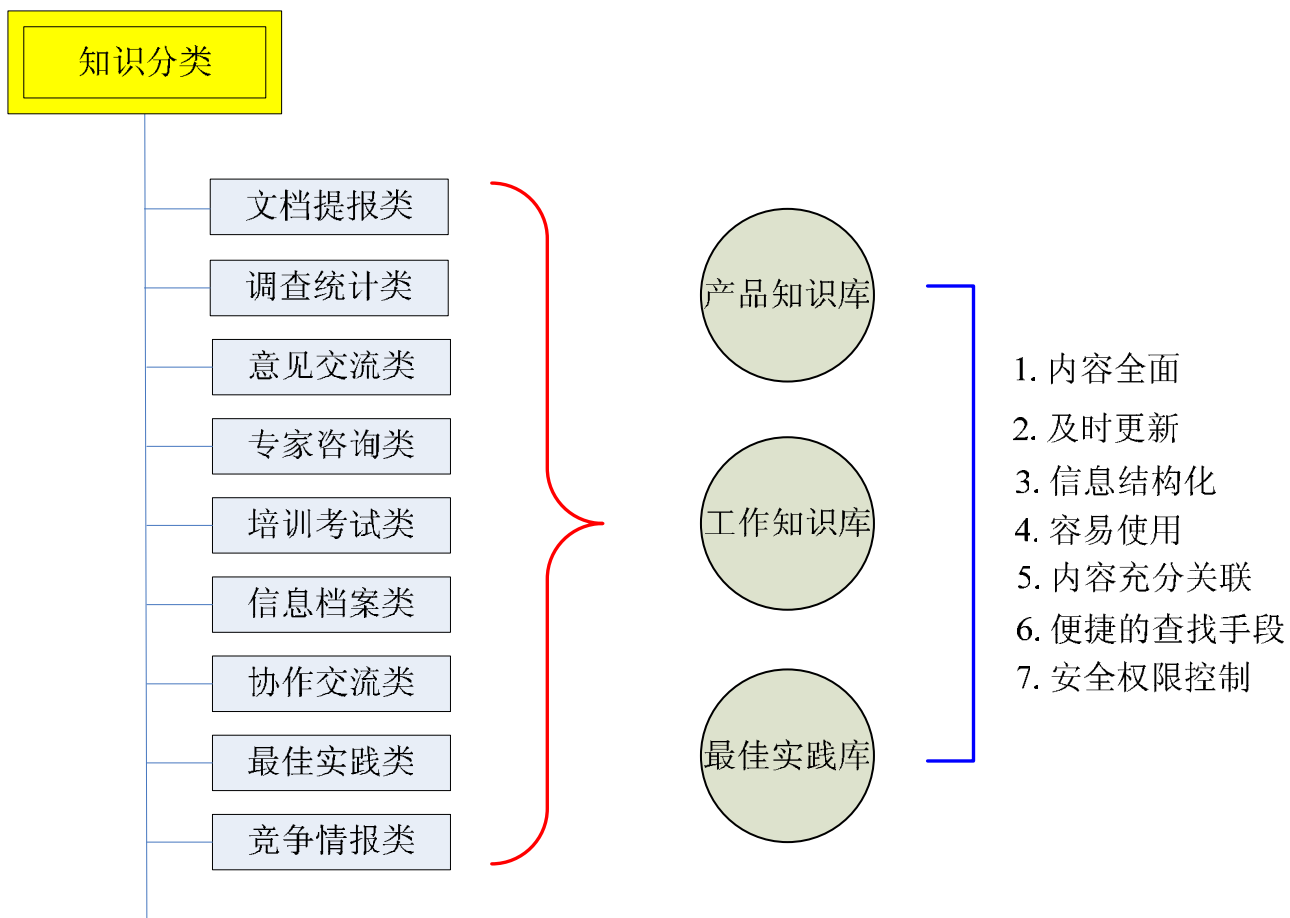 知识分类
文档提报类
调查统计类
意见交流类
专家咨询类
培训考试类
信息档案类
协作交流类
最佳实践类
竞争情报类
产品知识库
工作知识库
最佳实践库
1. 内容全面
2. 及时更新
3. 信息结构化
4. 容易使用
5. 内容充分关联
6. 便捷的查找手段
7. 安全权限控制